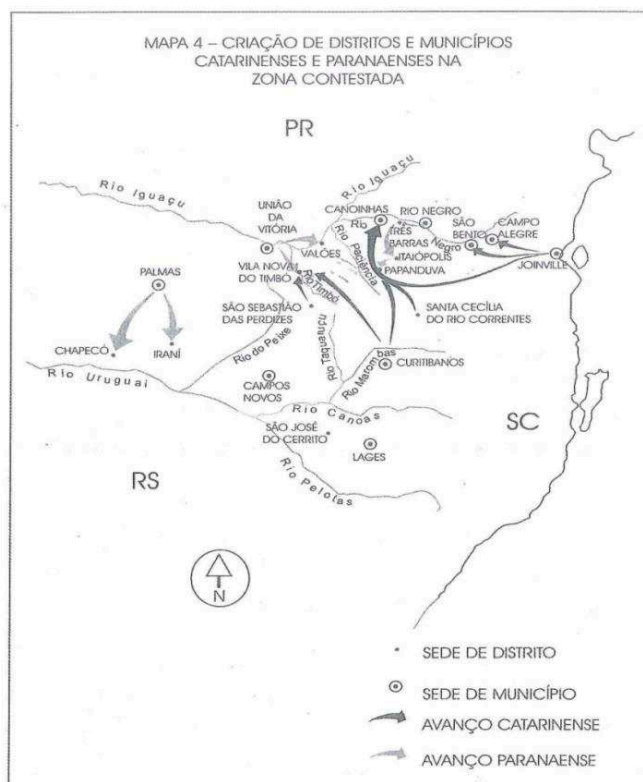 MAPA 4 – CRIAÇÃO DE DISTRITOS E MUNICÍPIOS
CATARINENSES E PARANAENSES NA
ZONA CONTESTADA
PR
Rio Iguaçu
Rio Iguaçu
UNIÃO
DA
VITÓRIA
CANOINHAS
RIO NEGRO
SÃO
BENTO
CAMPO
ALEGRE
Rio
Negro
TRÊS
BARRAS
VALÕES
Rio Paciência
ITAIÓPOLIS
PAPANDUVA
JOINVILLE
PALMAS
VILA NOVA
DO TIMBÓ
Rio Timbó
SÃO SEBASTIÃO
DAS PERDIZES
SANTA CECÍLIA
DO RIO CORRENTES
CHAPECÓ
IRANÍ
Rio do Peixe
Rio Taquaruçu
Rio Marombas
CURITIBANOS
Rio Uruguai
CAMPOS
NOVOS
Rio Canoas
SÃO JOSÉ
DO CERRITO
LAGES
SC
RS
Rio Pelotas
N
SEDE DE DISTRITO
SEDE DE MUNICÍPIO
AVANÇO CATARINENSE
AVANÇO PARANAENSE